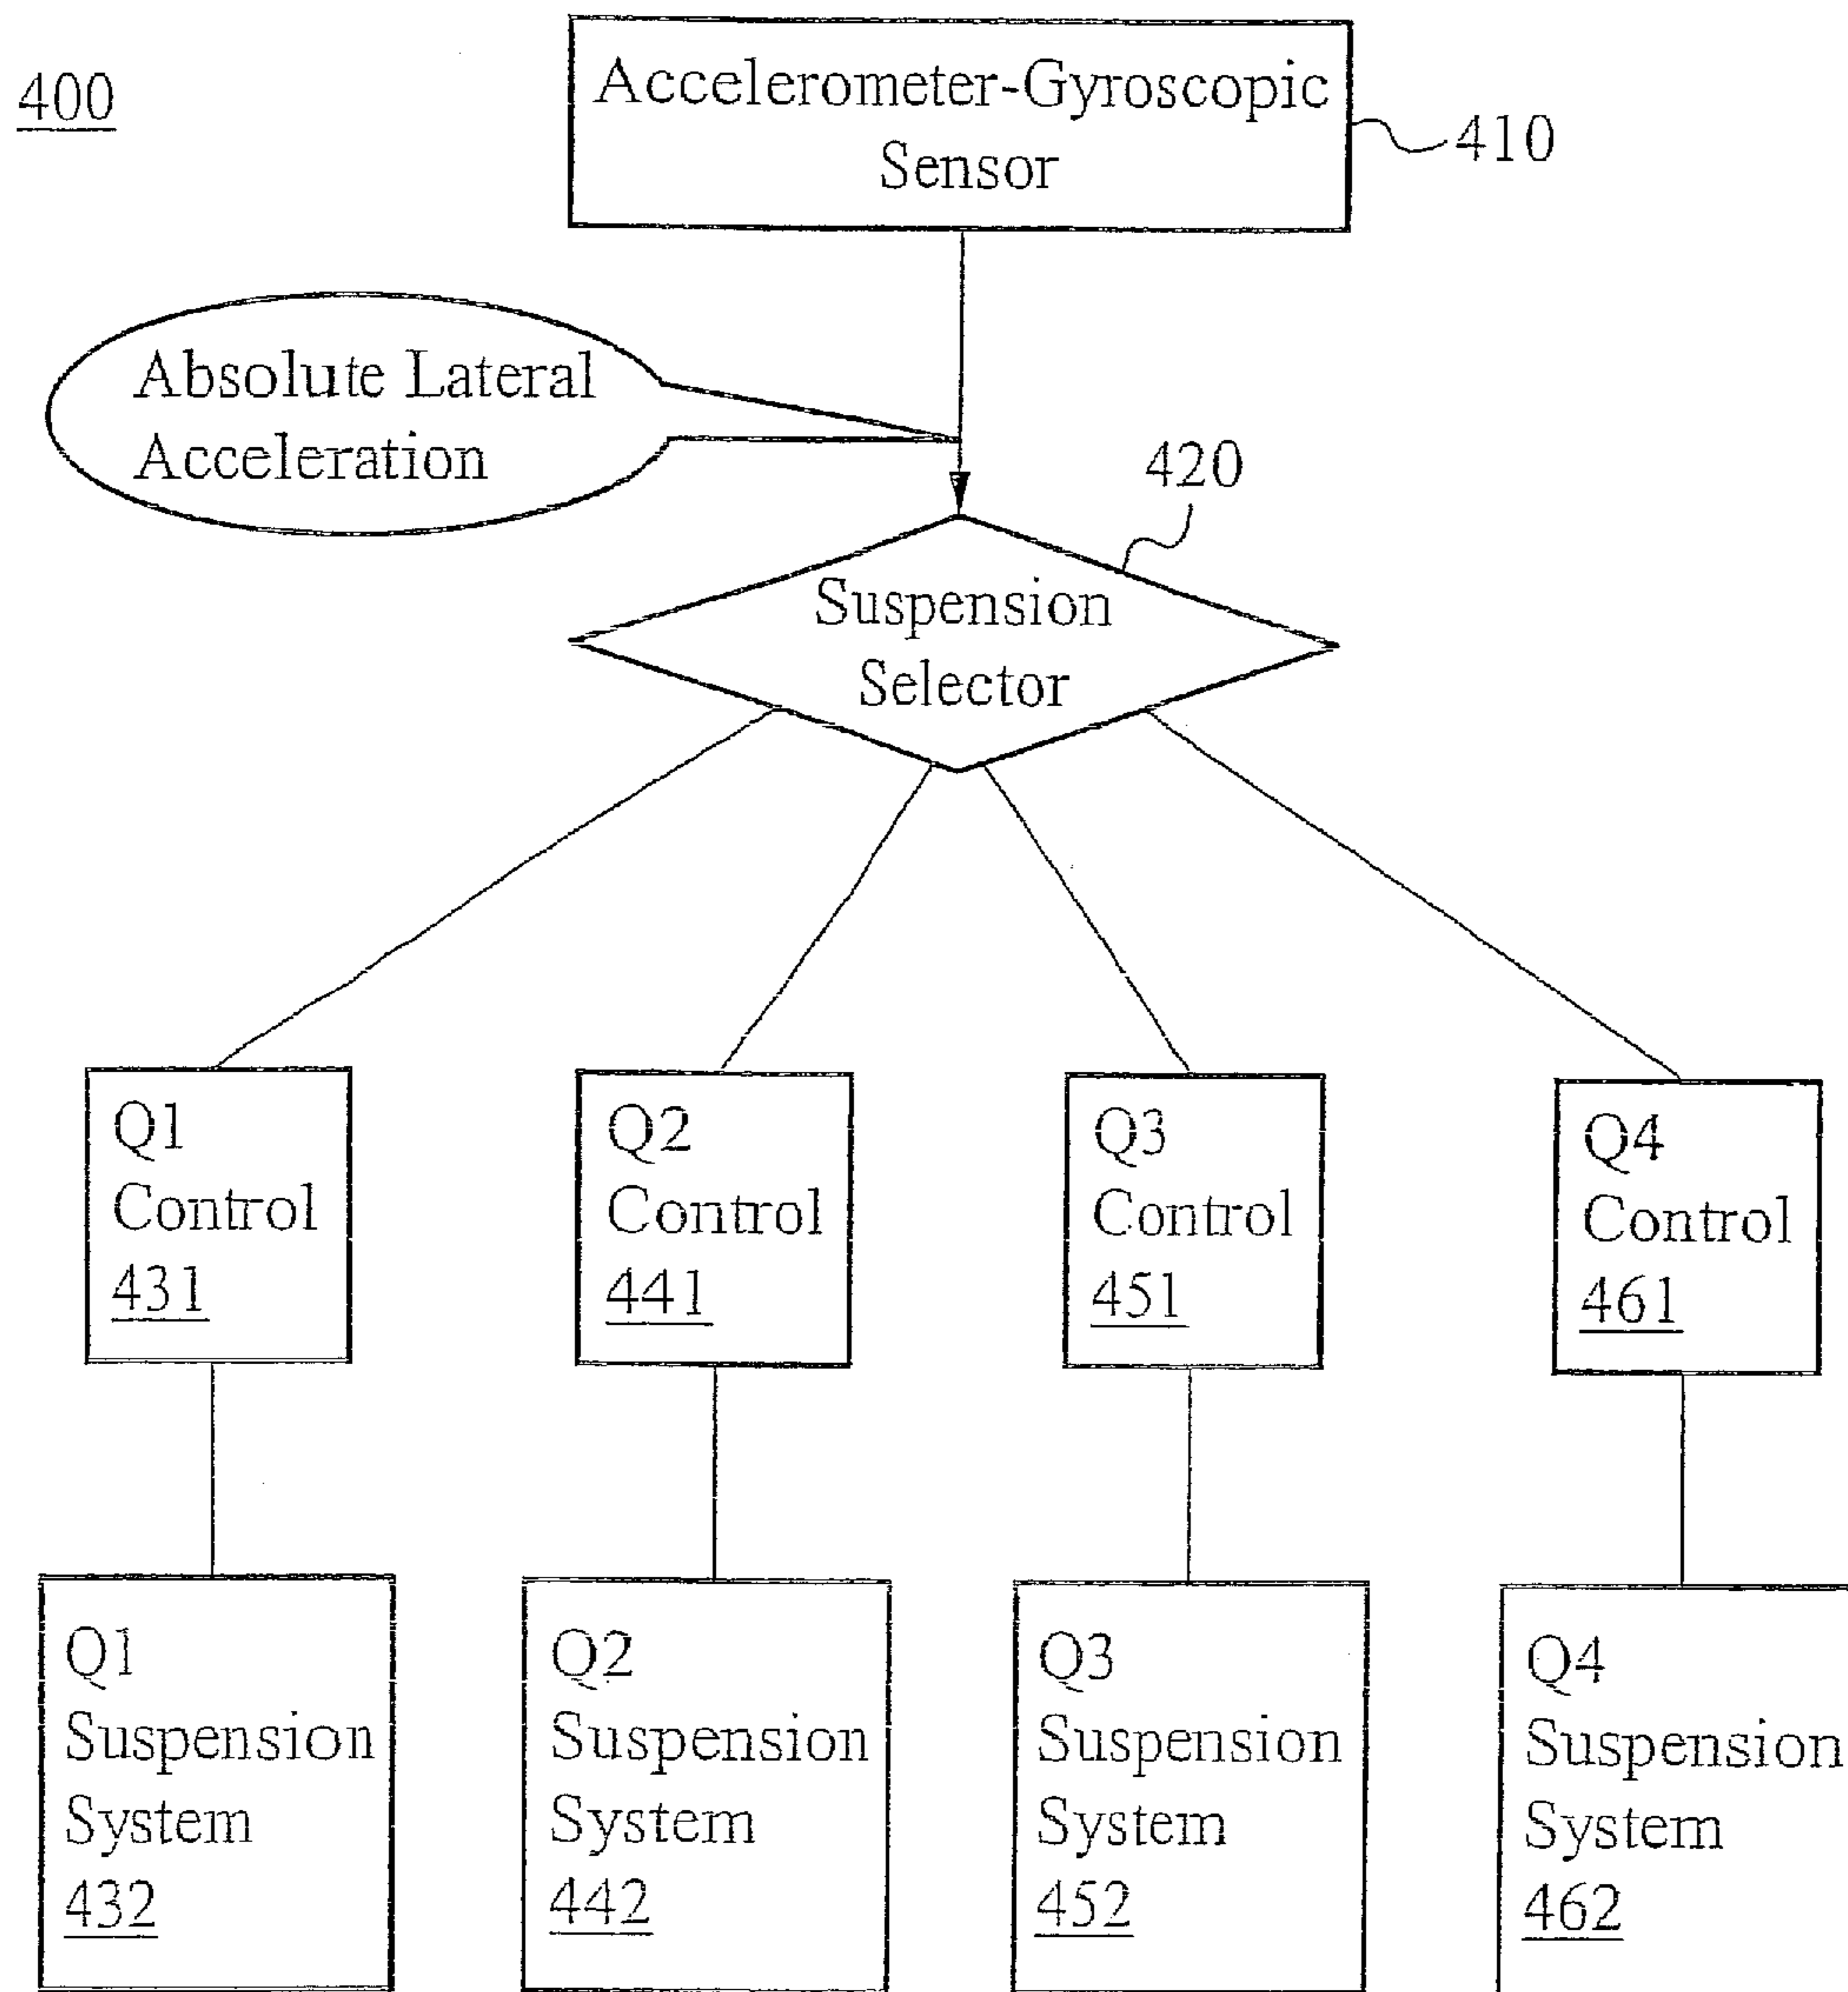 400
Accelerometer-Gyroscopic
Sensor
410
Absolute Lateral
Acceleration
420
Suspension
Selector
Q1
Control
431
Q2
Control
441
Q3
Control
451
Q4
Control
461
Q1
Suspension
System
432
Q2
Suspension
System
442
Q3
Suspension
System
452
Q4
Suspension
System
462